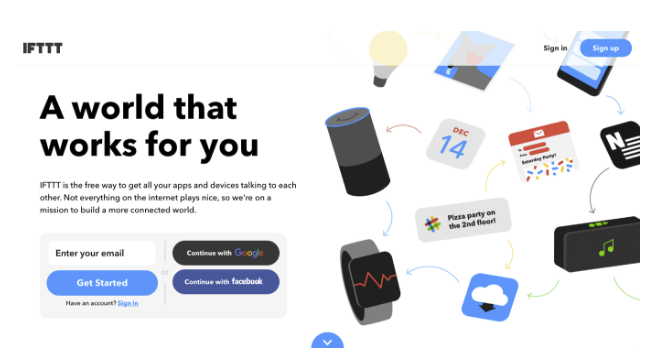 IFTTT
Sign in
Sign up
A world that
works for you
IFTTT is the free way to get all your apps and devices talking to each
other. Not everything on the internet plays nice, so we're on a
mission to build a more connected world.
Enter your email
Get Started
Have an account? Sign in
or
Continue with Google
Continue with facebook
DEC
14
Saturday Party!
Pizza party on
the 2nd floor!
N